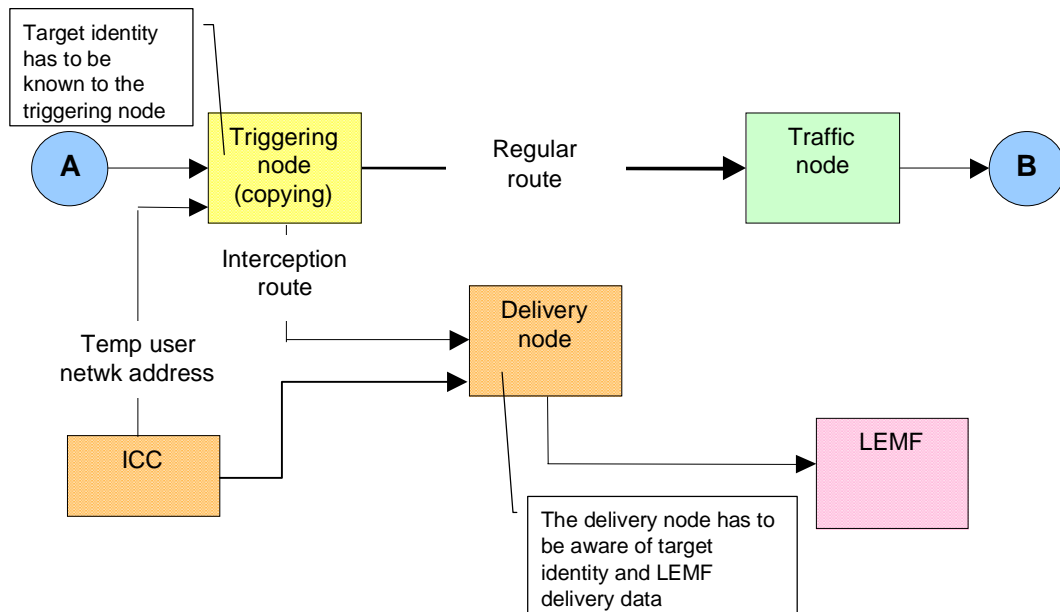 Target identity
has to be
known to the
triggering node
A
Triggering
node
(copying)
Regular
route
Traffic
node
B
Interception
route
Delivery
node
Temp user
netwk address
ICC
LEMF
The delivery node has to
be aware of target
identity and LEMF
delivery data